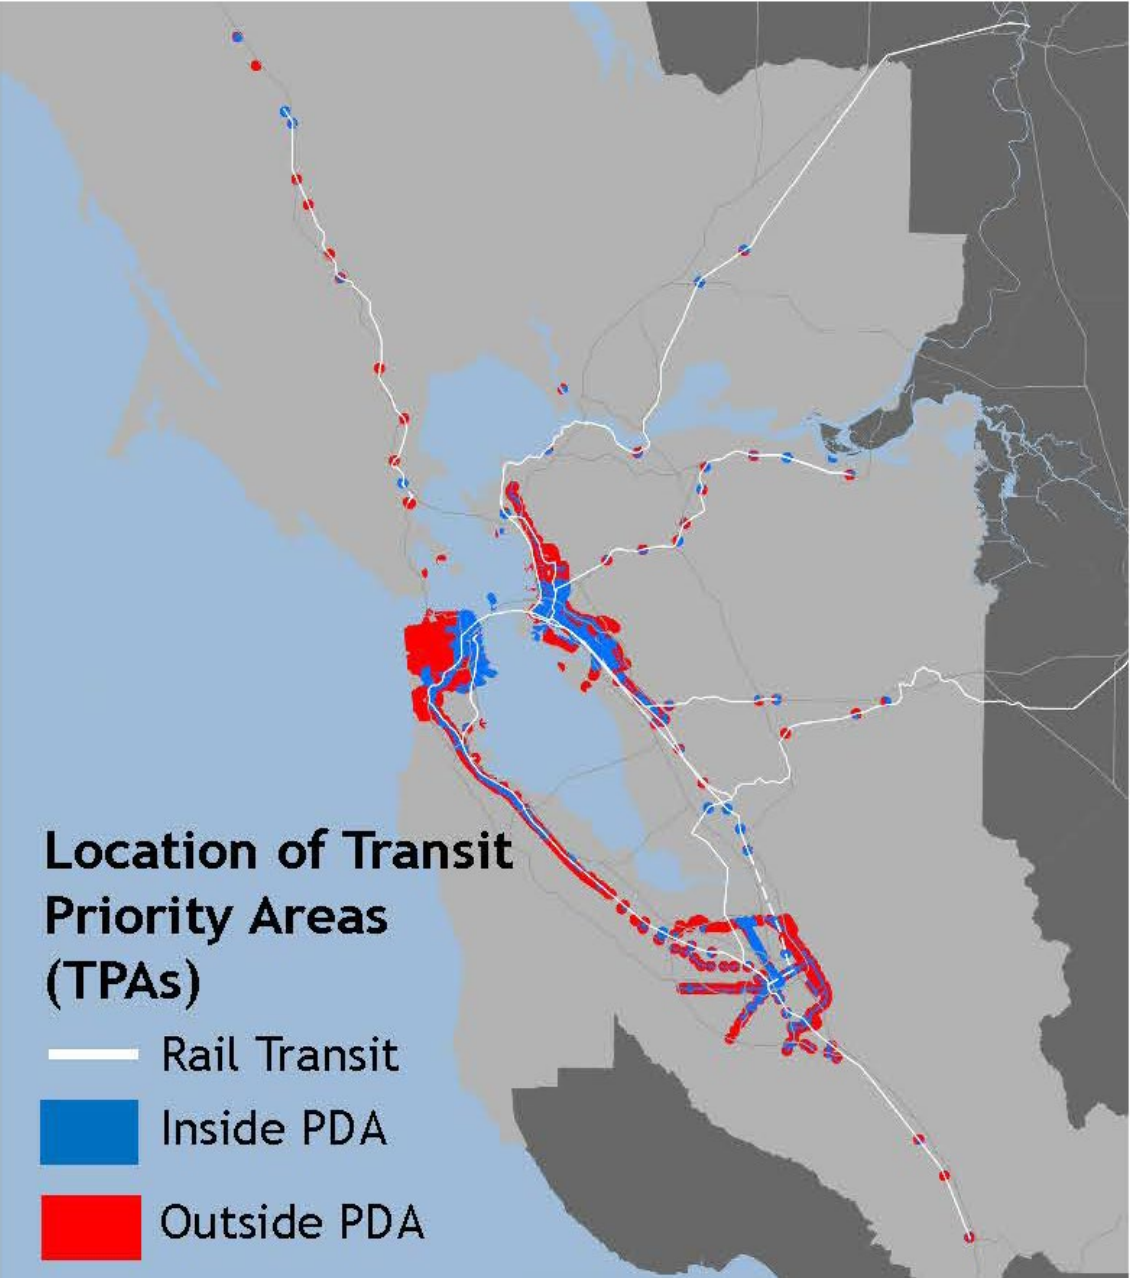 Location of Transit
Priority Areas
(TPAs)
Rail Transit
Inside PDA
Outside PDA